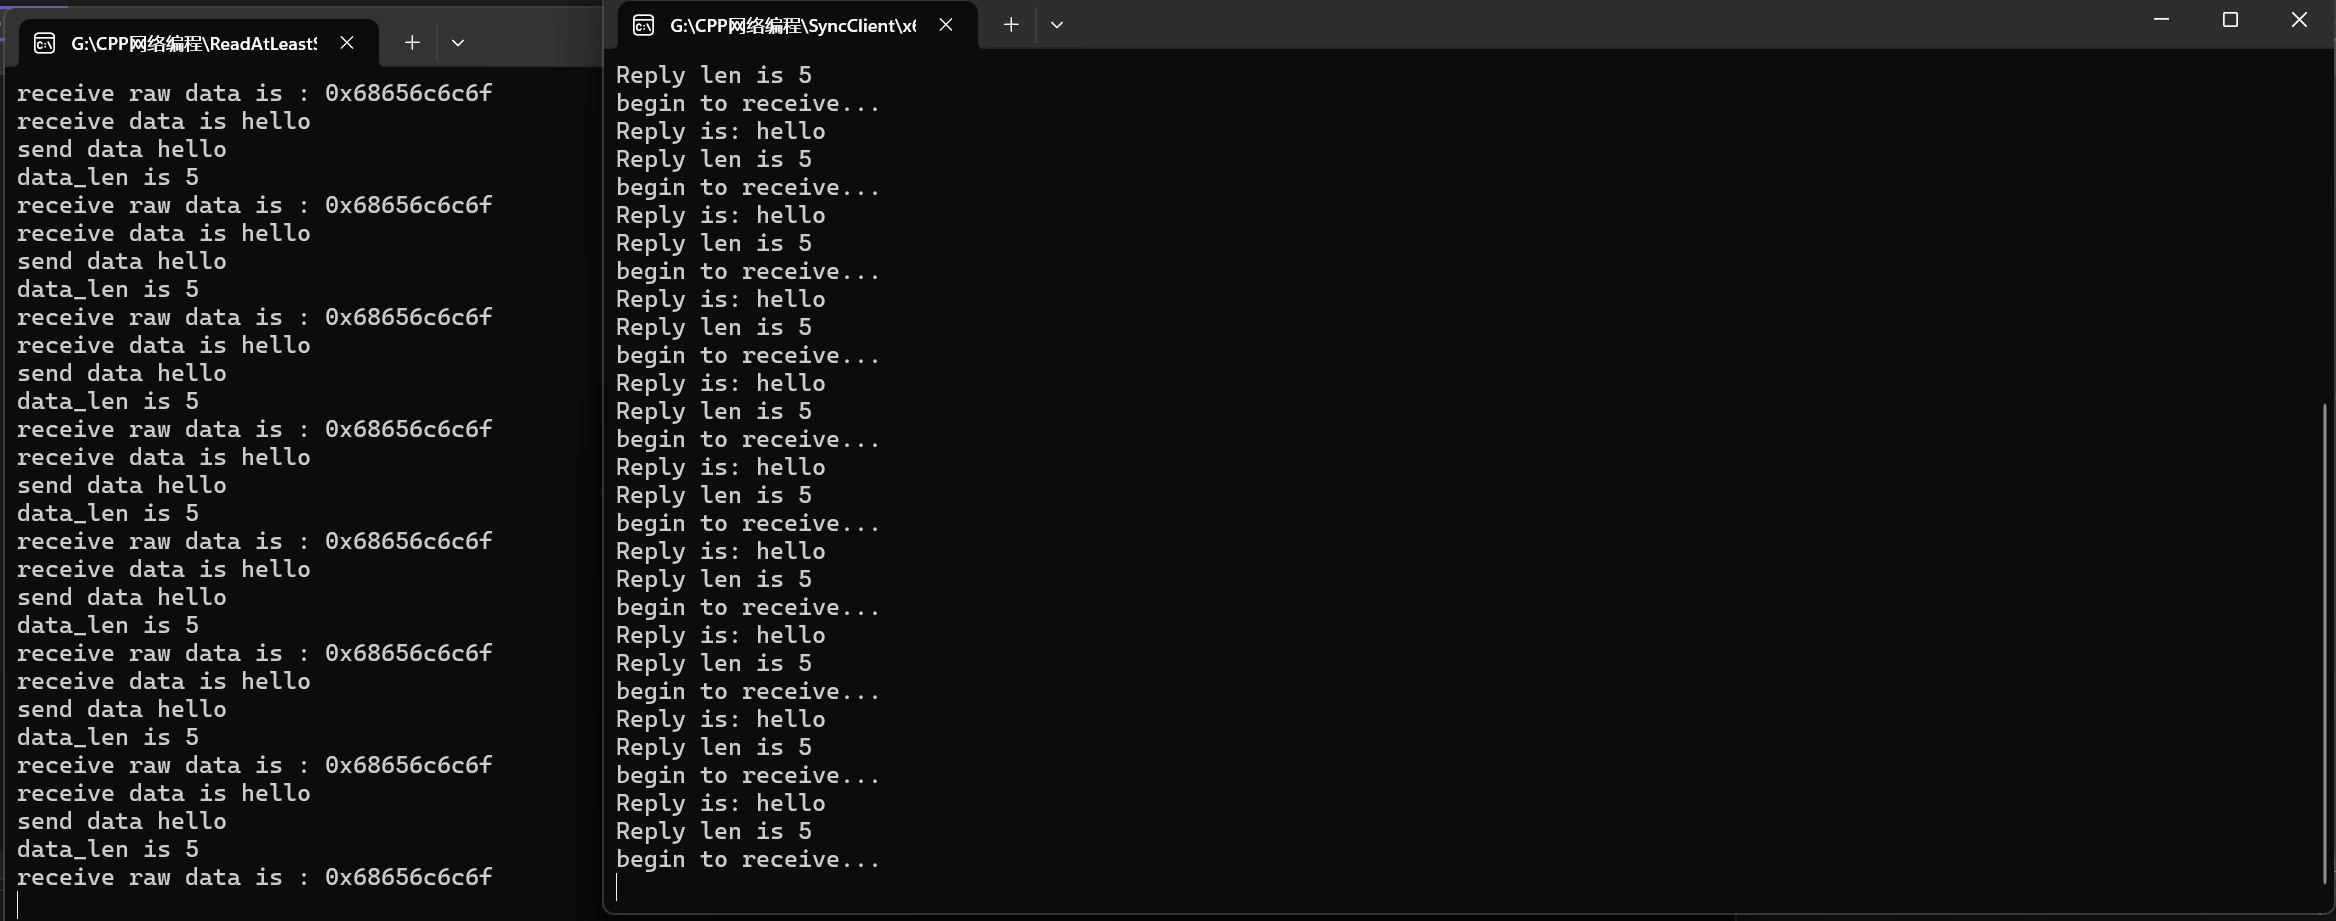 G:\CPP网络编程\ReadAtLeastS
receive raw data is : 0x68656c6c6f
receive data is hello
send data hello
data_len is 5
receive raw data is : 0x68656c6c6f
receive data is hello
send data hello
data_len is 5
receive raw data is : 0x68656c6c6f
receive data is hello
send data hello
data_len is 5
receive raw data is : 0x68656c6c6f
receive data is hello
send data hello
data_len is 5
receive raw data is : 0x68656c6c6f
receive data is hello
send data hello
data_len is 5
receive raw data is : 0x68656c6c6f
receive data is hello
send data hello
data_len is 5
receive raw data is : 0x68656c6c6f
receive data is hello
send data hello
data_len is 5
receive raw data is : 0x68656c6c6f
G:\CPP网络编程\SyncClient\x6
Reply len is 5
begin to receive...
Reply is: hello
Reply len is 5
begin to receive...
Reply is: hello
Reply len is 5
begin to receive...
Reply is: hello
Reply len is 5
begin to receive...
Reply is: hello
Reply len is 5
begin to receive...
Reply is: hello
Reply len is 5
begin to receive...
Reply is: hello
Reply len is 5
begin to receive...
Reply is: hello
Reply len is 5
begin to receive...
Reply is: hello
Reply len is 5
begin to receive...
Reply is: hello
Reply len is 5
begin to receive...